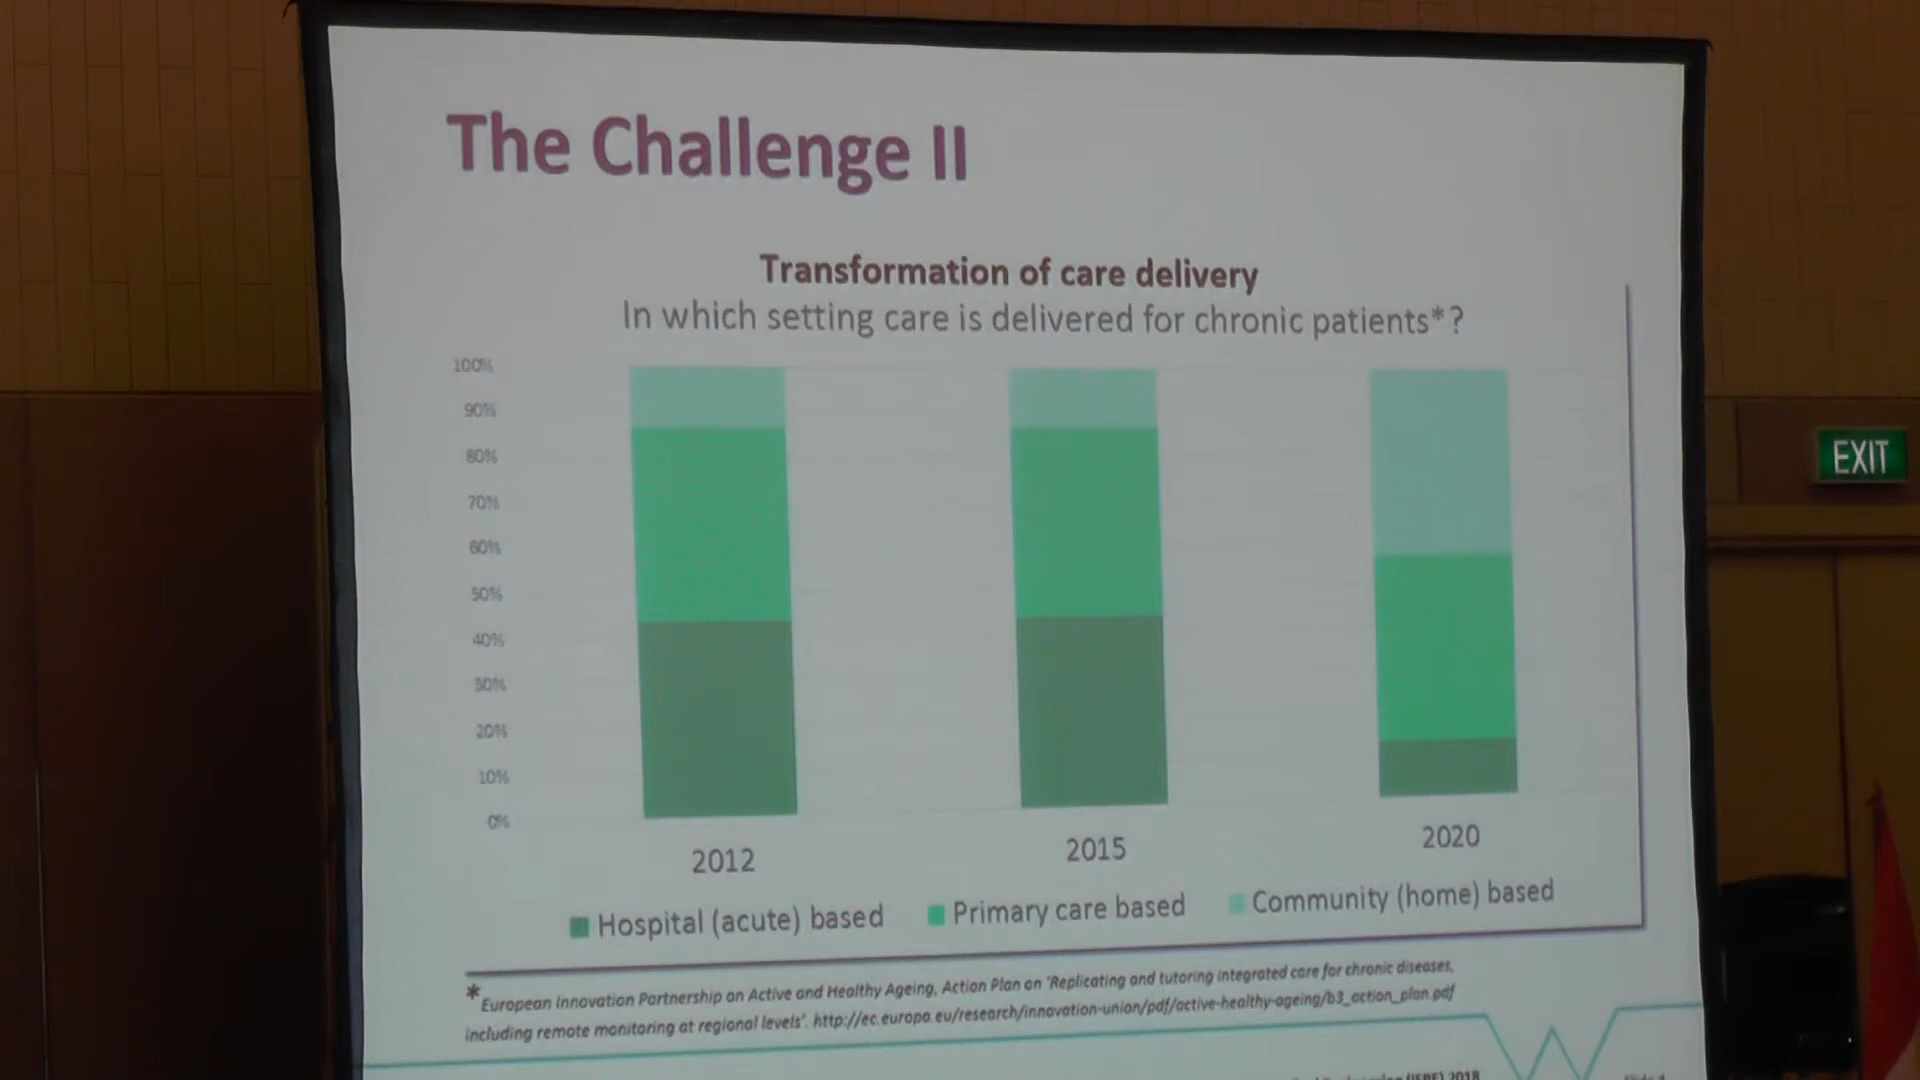 The Challenge II
Transformation of care delivery
In which setting care is delivered for chronic patients*?
100%
90%
80%
70%
60%
50%
40%
30%
20%
10%
0%
2012
2015
2020
Hospital (acute) based
Primary care based
Community (home) based
EXIT
*European Innovation Partnership on Active and Healthy Ageing, Action Plan on 'Replicating and tutoring integrated care for chronic diseases,
including remote monitoring at regional levels'. http://ec.europa.eu/research/innovation-union/pdf/active-healthy-ageing/b3_action_plan.pdf
2018